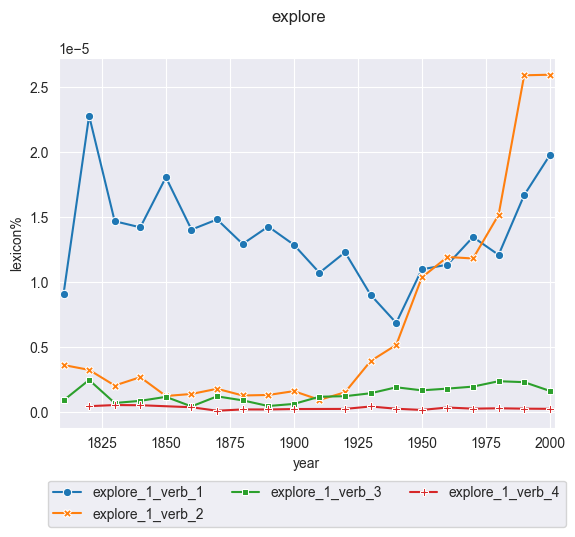 explore
1e−5
2.5
2.0
1.5
1.0
0.5
0.0
lexicon%
1825 1850 1875 1900 1925 1950 1975 2000
year
explore_1_verb_1 explore_1_verb_3 explore_1_verb_4
explore_1_verb_2